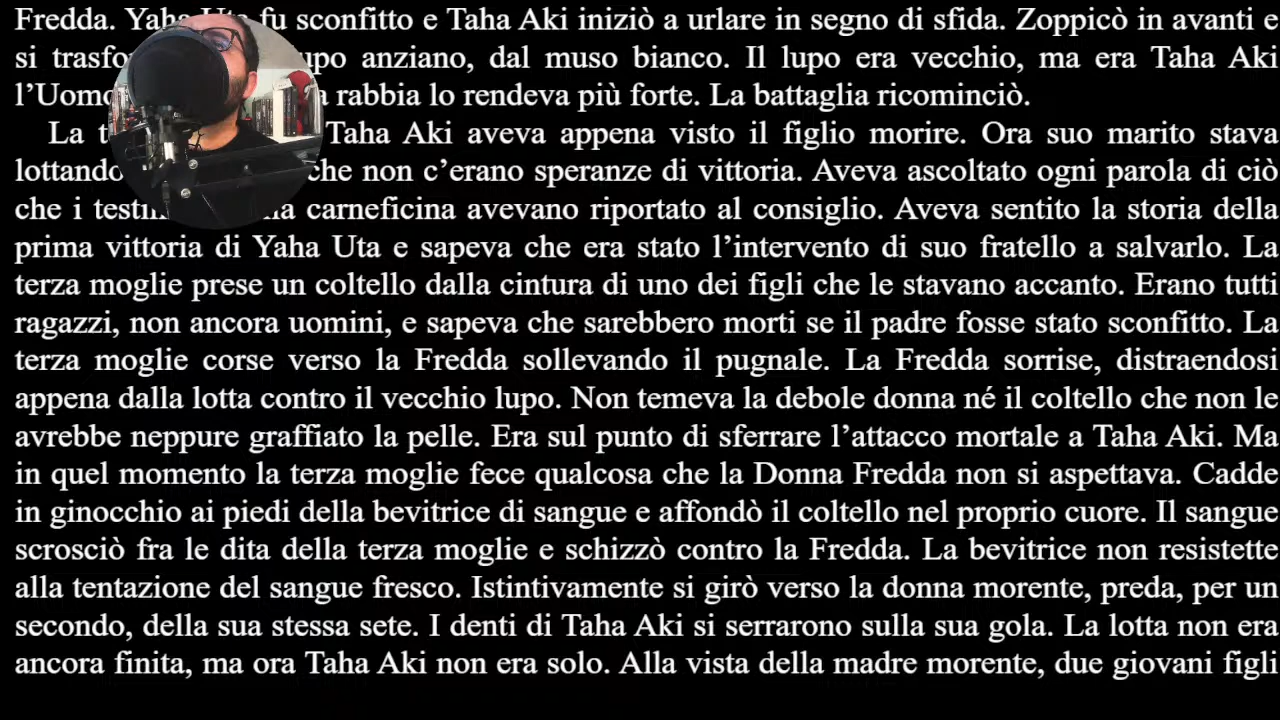 Fredda. Yaha Uta fu sconfitto e Taha Aki iniziò a urlare in segno di sfida. Zoppicò in avanti e
si trasfo upo anziano, dal muso bianco. Il lupo era vecchio, ma era Taha Aki
l’Uomo a rabbia lo rendeva più forte. La battaglia ricominciò.
La t Taha Aki aveva appena visto il figlio morire. Ora suo marito stava
lottando che non c’erano speranze di vittoria. Aveva ascoltato ogni parola di ciò
che i testim na carneficina avevano riportato al consiglio. Aveva sentito la storia della
prima vittoria di Yaha Uta e sapeva che era stato l’intervento di suo fratello a salvarlo. La
terza moglie prese un coltello dalla cintura di uno dei figli che le stavano accanto. Erano tutti
ragazzi, non ancora uomini, e sapeva che sarebbero morti se il padre fosse stato sconfitto. La
terza moglie corse verso la Fredda sollevando il pugnale. La Fredda sorrise, distraendosi
appena dalla lotta contro il vecchio lupo. Non temeva la debole donna né il coltello che non le
avrebbe neppure graffiato la pelle. Era sul punto di sferrare l’attacco mortale a Taha Aki. Ma
in quel momento la terza moglie fece qualcosa che la Donna Fredda non si aspettava. Cadde
in ginocchio ai piedi della bevitrice di sangue e affondò il coltello nel proprio cuore. Il sangue
scrosciò fra le dita della terza moglie e schizzò contro la Fredda. La bevitrice non resistette
alla tentazione del sangue fresco. Istintivamente si girò verso la donna morente, preda, per un
secondo, della sua stessa sete. I denti di Taha Aki si serrarono sulla sua gola. La lotta non era
ancora finita, ma ora Taha Aki non era solo. Alla vista della madre morente, due giovani figli